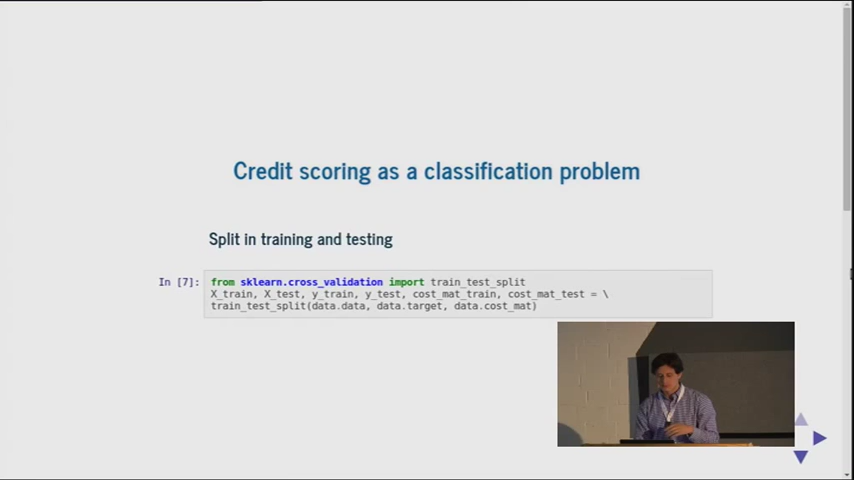 Credit scoring as a classification problem
Split in training and testing
In [7]: from sklearn.cross_validation import train_test_split
X_train, X_test, y_train, y_test, cost_mat_train, cost_mat_test = \
train_test_split(data.data, data.target, data.cost_mat)